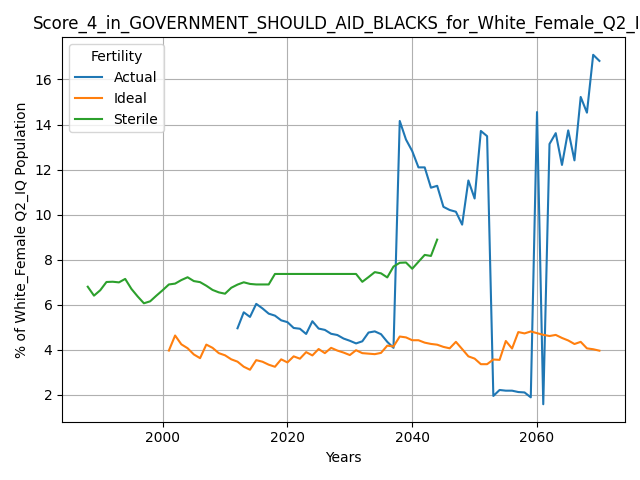 Score_4_in_GOVERNMENT_SHOULD_AID_BLACKS_for_White_Female_Q2_I
Fertility
Actual
Ideal
Sterile
% of White_Female Q2_IQ Population
16
14
12
10
8
6
4
2
2000
2020
2040
2060
Years